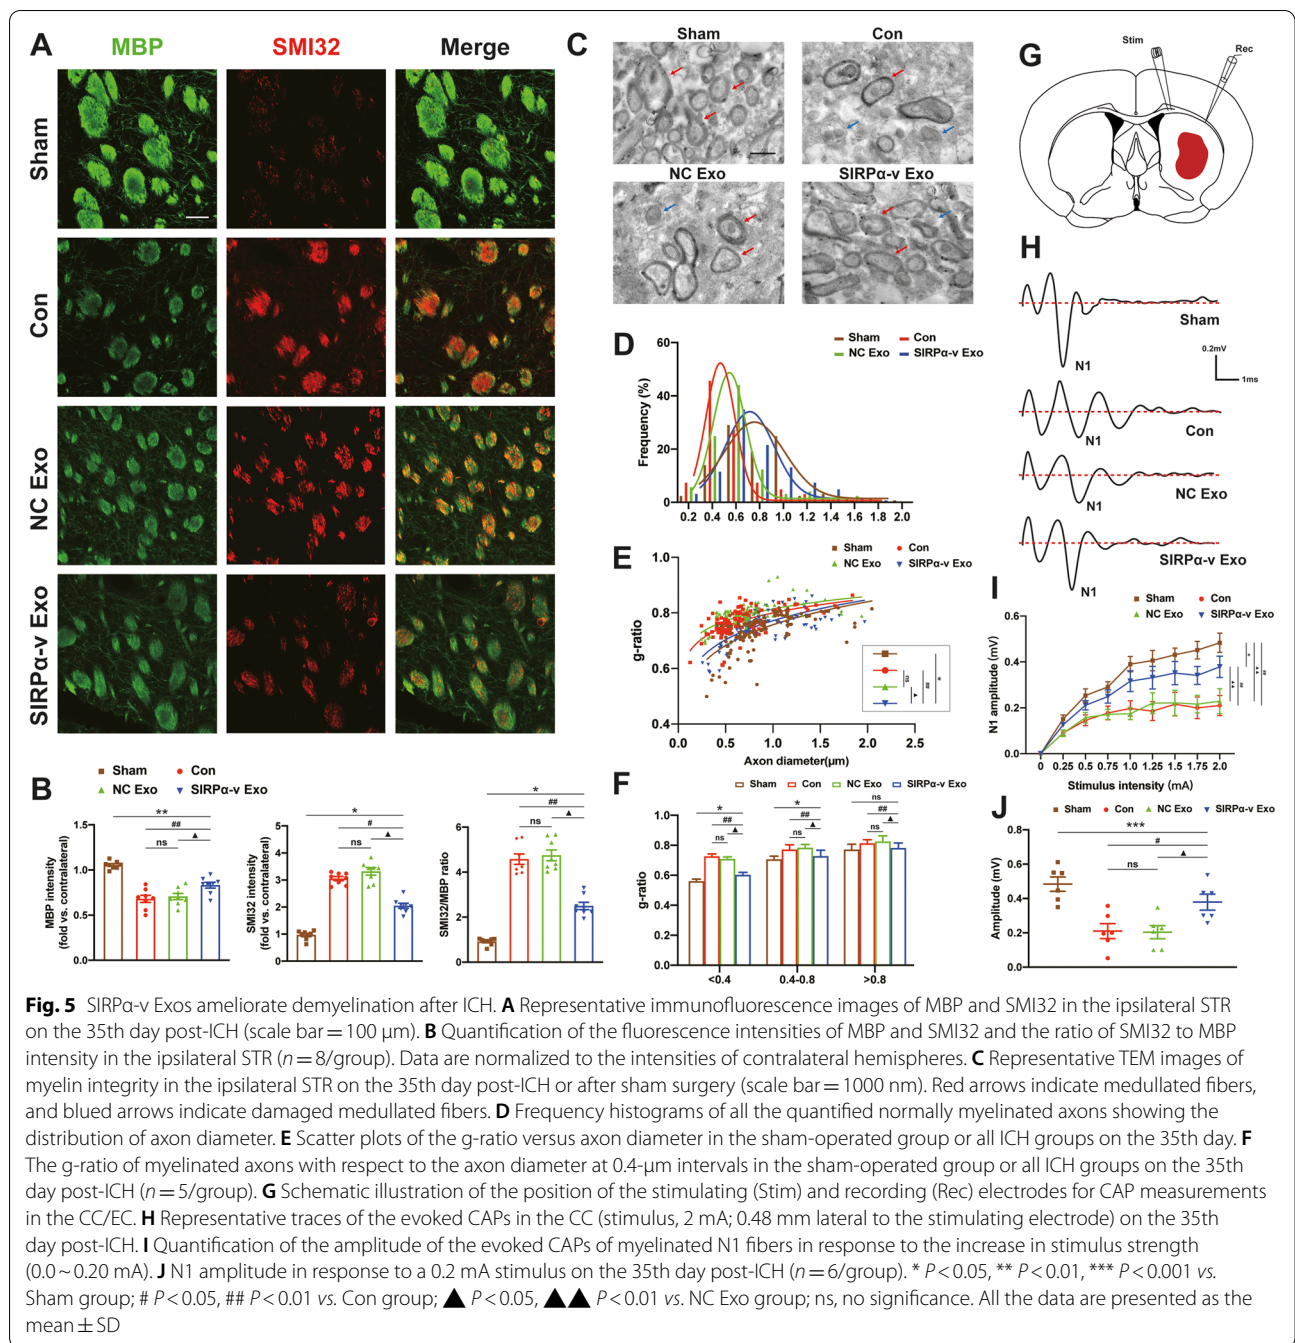 A
MBP
SMI32
Merge
Sham
Con
NC Exo
SIRPα-v Exo
B
Sham
Con
NC Exo
SIRPα-v Exo
MBP intensity
(fold vs. contralateral)
1.5
1.0
0.5
0.0
**
##
ns
▲
SMI32 intensity
(fold vs. contralateral)
5
4
3
2
1
0
*
#
ns
▲
SMI32/MBP ratio
6
4
2
0
*
##
ns
▲
C
Sham
Con
NC Exo
SIRPα-v Exo
D
Sham
Con
NC Exo
SIRPα-v Exo
Frequency (%)
60
40
20
0
0.2 0.4 0.6 0.8 1.0 1.2 1.4 1.6 1.8 2.0
E
Sham
Con
NC Exo
SIRPα-v Exo
g-ratio
1.0
0.8
0.6
0.4
0.0 0.5 1.0 1.5 2.0 2.5
Axon diameter(μm)
ns
▲
##
*
F
Sham
Con
NC Exo
SIRPα-v Exo
g-ratio
1.0
0.8
0.6
0.4
0.2
0.0
*
##
▲
ns
*
##
▲
ns
ns
##
▲
ns
<0.4 0.4-0.8 >0.8
G
Stim
Rec
H
N1
Sham
0.2mV
1ms
N1
Con
N1
NC Exo
N1
SIRPα-v Exo
I
Sham
Con
NC Exo
SIRPα-v Exo
N1 amplitude (mV)
0.6
0.4
0.2
0.0
0 0.25 0.5 0.75 1.0 1.25 1.5 1.75 2.0
Stimulus intensity (mA)
▲▲
##
*
▲▲
##
J
Sham
Con
NC Exo
SIRPα-v Exo
Amplitude (mV)
0.8
0.6
0.4
0.2
0.0
***
#
ns
▲
Fig. 5 SIRPα-v Exos ameliorate demyelination after ICH. A Representative immunofluorescence images of MBP and SMI32 in the ipsilateral STR
on the 35th day post-ICH (scale bar = 100 μm). B Quantification of the fluorescence intensities of MBP and SMI32 and the ratio of SMI32 to MBP
intensity in the ipsilateral STR (n = 8/group). Data are normalized to the intensities of contralateral hemispheres. C Representative TEM images of
myelin integrity in the ipsilateral STR on the 35th day post-ICH or after sham surgery (scale bar = 1000 nm). Red arrows indicate medullated fibers,
and blued arrows indicate damaged medullated fibers. D Frequency histograms of all the quantified normally myelinated axons showing the
distribution of axon diameter. E Scatter plots of the g-ratio versus axon diameter in the sham-operated group or all ICH groups on the 35th day. F
The g-ratio of myelinated axons with respect to the axon diameter at 0.4-μm intervals in the sham-operated group or all ICH groups on the 35th
day post-ICH (n = 5/group). G Schematic illustration of the position of the stimulating (Stim) and recording (Rec) electrodes for CAP measurements
in the CC/EC. H Representative traces of the evoked CAPs in the CC (stimulus, 2 mA; 0.48 mm lateral to the stimulating electrode) on the 35th
day post-ICH. I Quantification of the amplitude of the evoked CAPs of myelinated N1 fibers in response to the increase in stimulus strength
(0.0 ~ 0.20 mA). J N1 amplitude in response to a 0.2 mA stimulus on the 35th day post-ICH (n = 6/group). * P < 0.05, ** P < 0.01, *** P < 0.001 vs.
Sham group; # P < 0.05, ## P < 0.01 vs. Con group; ▲ P < 0.05, ▲▲ P < 0.01 vs. NC Exo group; ns, no significance. All the data are presented as the
mean ± SD